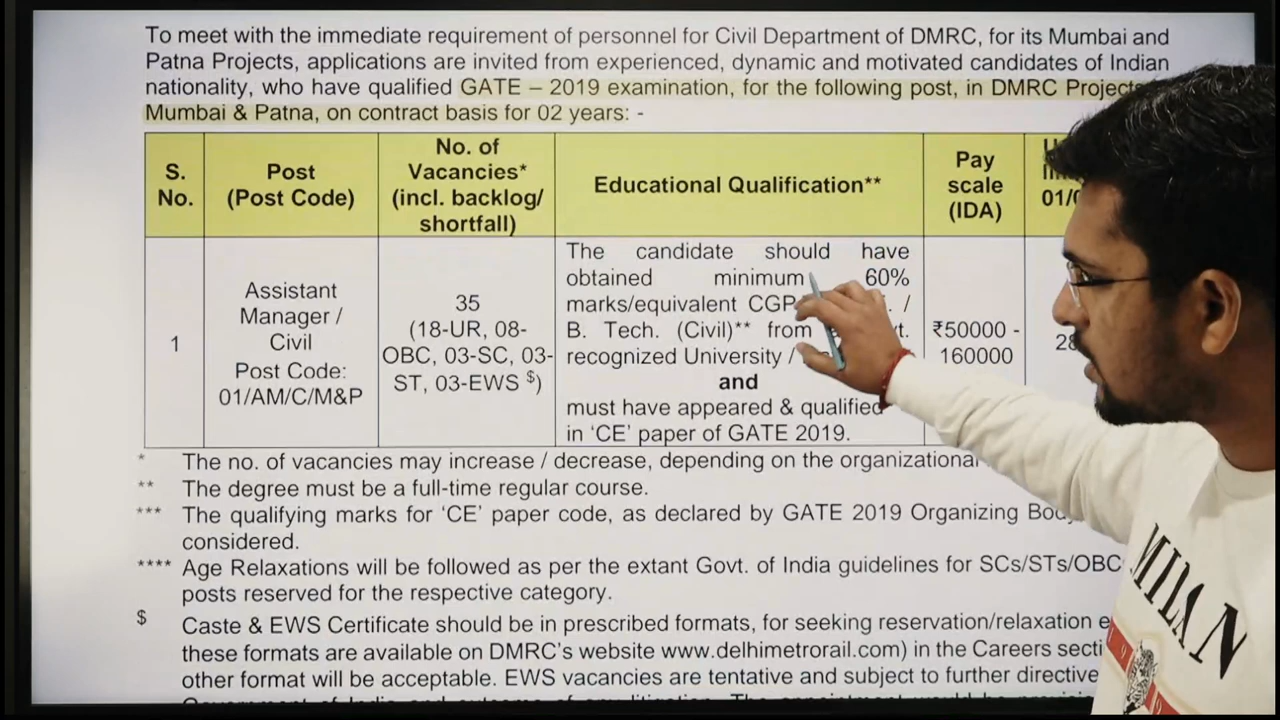 To meet with the immediate requirement of personnel for Civil Department of DMRC, for its Mumbai and
Patna Projects, applications are invited from experienced, dynamic and motivated candidates of Indian
nationality, who have qualified GATE – 2019 examination, for the following post, in DMRC Projects
Mumbai & Patna, on contract basis for 02 years: -
S. No.
Post (Post Code)
No. of Vacancies* (incl. backlog/ shortfall)
Educational Qualification**
Pay scale (IDA)
01/0
1
Assistant
Manager /
Civil
Post Code:
01/AM/C/M&P
35
(18-UR, 08-
OBC, 03-SC, 03-
ST, 03-EWS $)
The candidate should have
obtained minimum 60%
marks/equivalent CGP /
B. Tech. (Civil)** from vt.
recognized University /
and
must have appeared & qualified
in ‘CE’ paper of GATE 2019.
₹50000 -
160000
28
* The no. of vacancies may increase / decrease, depending on the organizational
** The degree must be a full-time regular course.
*** The qualifying marks for ‘CE’ paper code, as declared by GATE 2019 Organizing Body
considered.
**** Age Relaxations will be followed as per the extant Govt. of India guidelines for SCs/STs/OBC
posts reserved for the respective category.
$ Caste & EWS Certificate should be in prescribed formats, for seeking reservation/relaxation
these formats are available on DMRC’s website www.delhimetrorail.com) in the Careers secti
other format will be acceptable. EWS vacancies are tentative and subject to further directive
MILAN